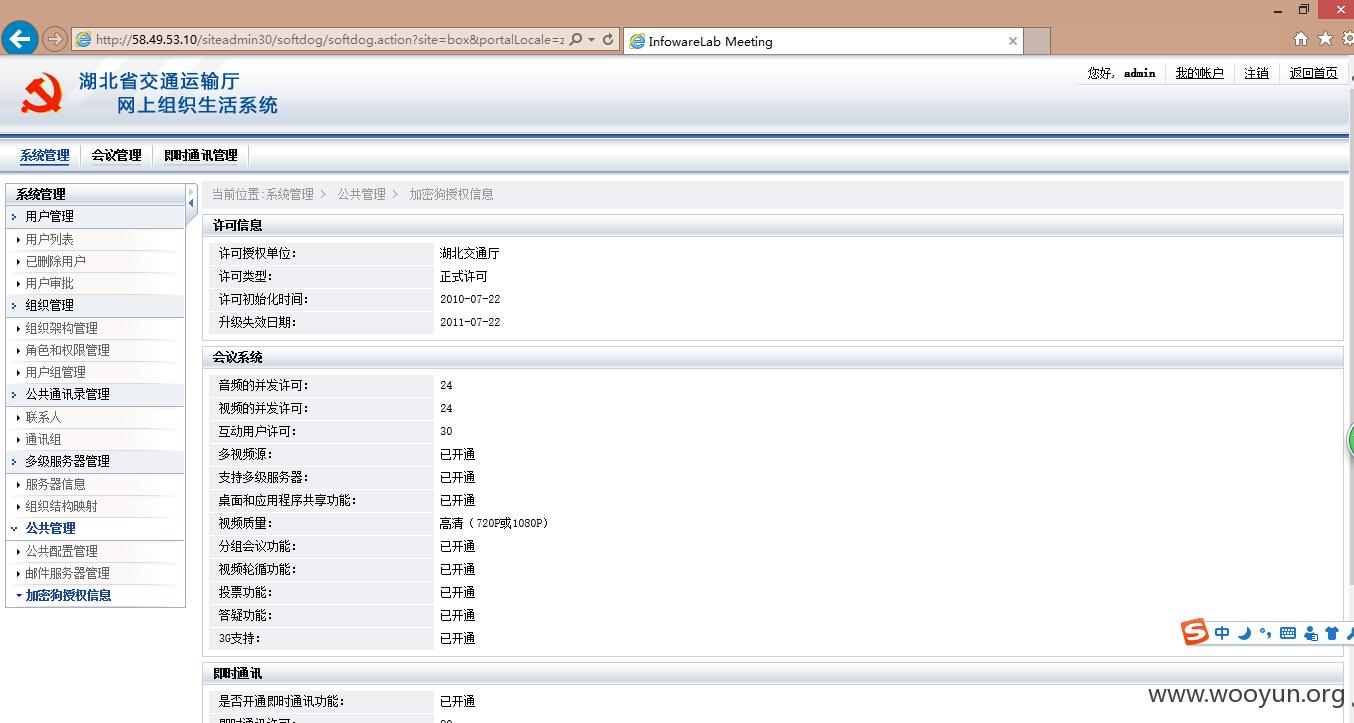 http://58.49.53.10/siteadmin30/softdog/softdog.action?site=box&portalLocale=z
InfowareLab Meeting
湖北省交通运输厅
网上组织生活系统
您好, admin 我的帐户 注销 返回首页
系统管理 会议管理 即时通讯管理
系统管理
用户管理
用户列表
已删除用户
用户审批
组织管理
组织架构管理
角色和权限管理
用户组管理
公共通讯录管理
联系人
通讯组
多级服务器管理
服务器信息
组织结构映射
公共管理
公共配置管理
邮件服务器管理
加密狗授权信息
当前位置:系统管理 > 公共管理 > 加密狗授权信息
许可信息
许可授权单位: 湖北交通厅
许可类型: 正式许可
许可初始化时间: 2010-07-22
升级失效日期: 2011-07-22
会议系统
音频的并发许可: 24
视频的并发许可: 24
互动用户许可: 30
多视频源: 已开通
支持多级服务器: 已开通
桌面和应用程序共享功能: 已开通
视频质量: 高清（720P或1080P）
分组会议功能: 已开通
视频轮循功能: 已开通
投票功能: 已开通
答疑功能: 已开通
3G支持: 已开通
即时通讯
是否开通即时通讯功能: 已开通
中
www.wooyun.org